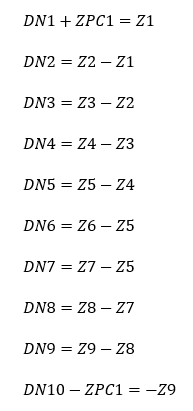 DN1 + ZPC1 = Z1
DN2 = Z2 − Z1
DN3 = Z3 − Z2
DN4 = Z4 − Z3
DN5 = Z5 − Z4
DN6 = Z6 − Z5
DN7 = Z7 − Z5
DN8 = Z8 − Z7
DN9 = Z9 − Z8
DN10 − ZPC1 = −Z9